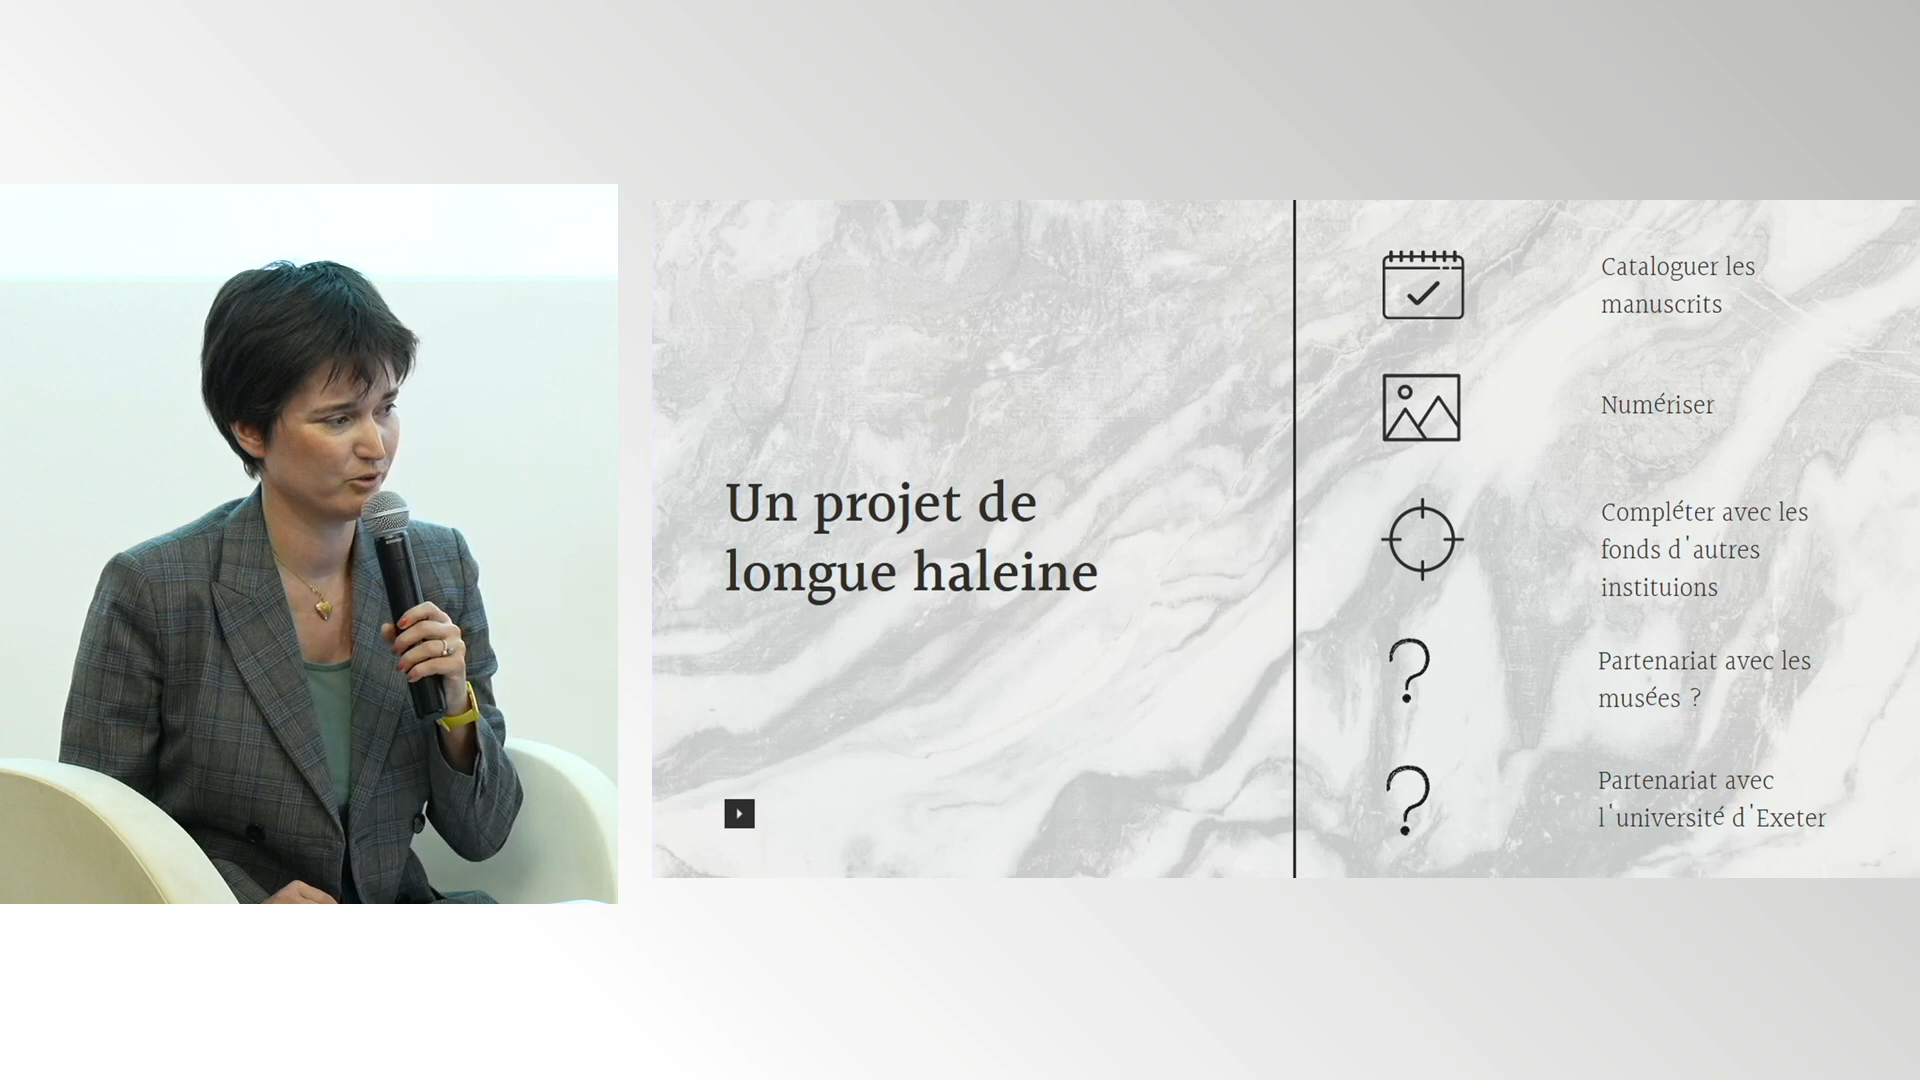 Un projet de
longue haleine
Cataloguer les
manuscrits
Numériser
Compléter avec les
fonds d'autres
instituions
Partenariat avec les
musées ?
Partenariat avec
l'université d'Exeter